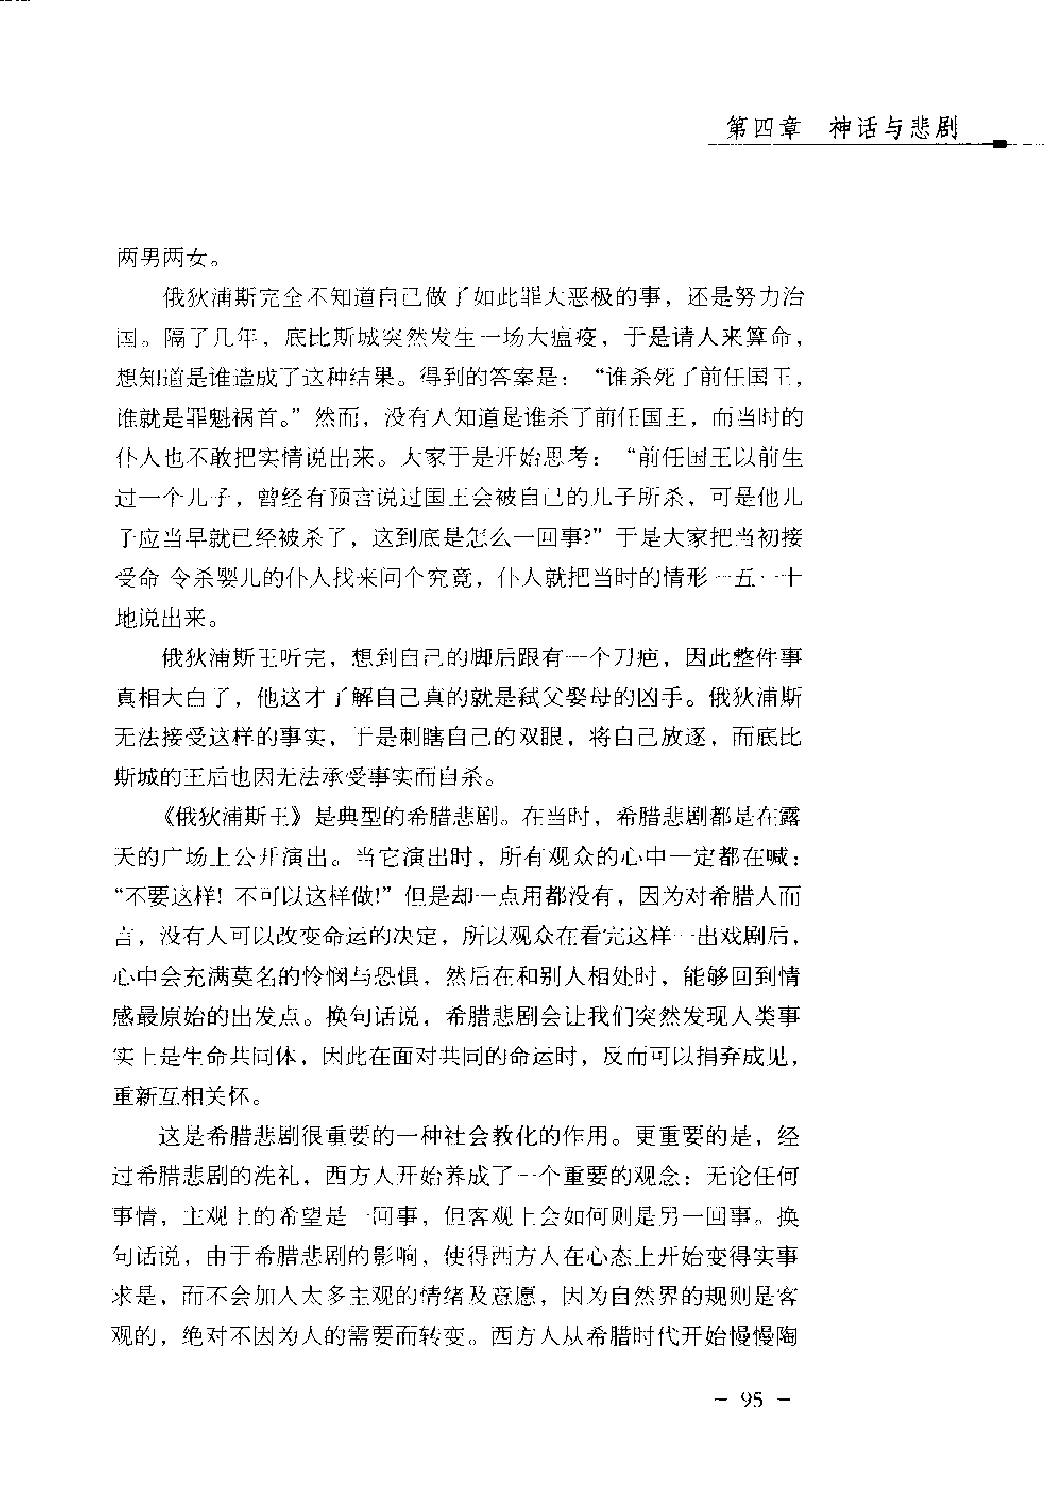 第四章 神话与悲剧
两男两女。
俄狄浦斯完全不知道自己做了如此罪大恶极的事，还是努力治
国。隔了几年，底比斯城突然发生一场大瘟疫，于是请人来算命，
想知道是谁造成了这种结果。得到的答案是：“谁杀死了前任国王，
谁就是罪魁祸首。”然而，没有人知道是谁杀了前任国王，而当时的
仆人也不敢把实情说出来。大家于是开始思考：“前任国王以前生
过一个儿子，曾经有预言说过国王会被自己的儿子所杀，可是他儿
子应当早就已经被杀了，这到底是怎么一回事?”于是大家把当初接
受命令杀婴儿的仆人找来问个究竟，仆人就把当时的情形一五一十
地说出来。
俄狄浦斯王听完，想到自己的脚后跟有一个刀疤，因此整件事
真相大白了，他这才了解自己真的就是弑父娶母的凶手。俄狄浦斯
无法接受这样的事实，于是刺瞎自己的双眼，将自己放逐，而底比
斯城的王后也因无法承受事实而自杀。
《俄狄浦斯王》是典型的希腊悲剧。在当时，希腊悲剧都是在露
天的广场上公开演出。当它演出时，所有观众的心中一定都在喊：
“不要这样! 不可以这样做!”但是却一点用都没有，因为对希腊人而
言，没有人可以改变命运的决定，所以观众在看完这样一出戏剧后，
心中会充满莫名的怜悯与恐惧，然后在和别人相处时，能够回到情
感最原始的出发点。换句话说，希腊悲剧会让我们突然发现人类事
实上是生命共同体，因此在面对共同的命运时，反而可以捐弃成见，
重新互相关怀。
这是希腊悲剧很重要的一种社会教化的作用。更重要的是，经
过希腊悲剧的洗礼，西方人开始养成了一个重要的观念：无论任何
事情，主观上的希望是一回事，但客观上会如何则是另一回事。换
句话说，由于希腊悲剧的影响，使得西方人在心态上开始变得实事
求是，而不会加入太多主观的情绪及意愿，因为自然界的规则是客
观的，绝对不因为人的需要而转变。西方人从希腊时代开始慢慢陶
- 95 -